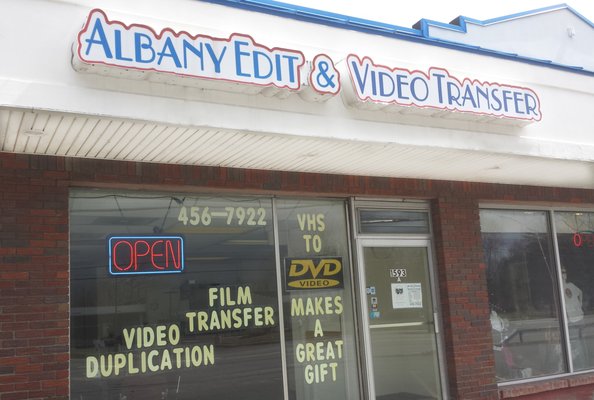 ALBANY EDIT & VIDEO TRANSFER
456-7922
OPEN
FILM
TRANSFER
VIDEO
DUPLICATION
VHS
TO
DVD
VIDEO
MAKES
A
GREAT
GIFT
1593
A